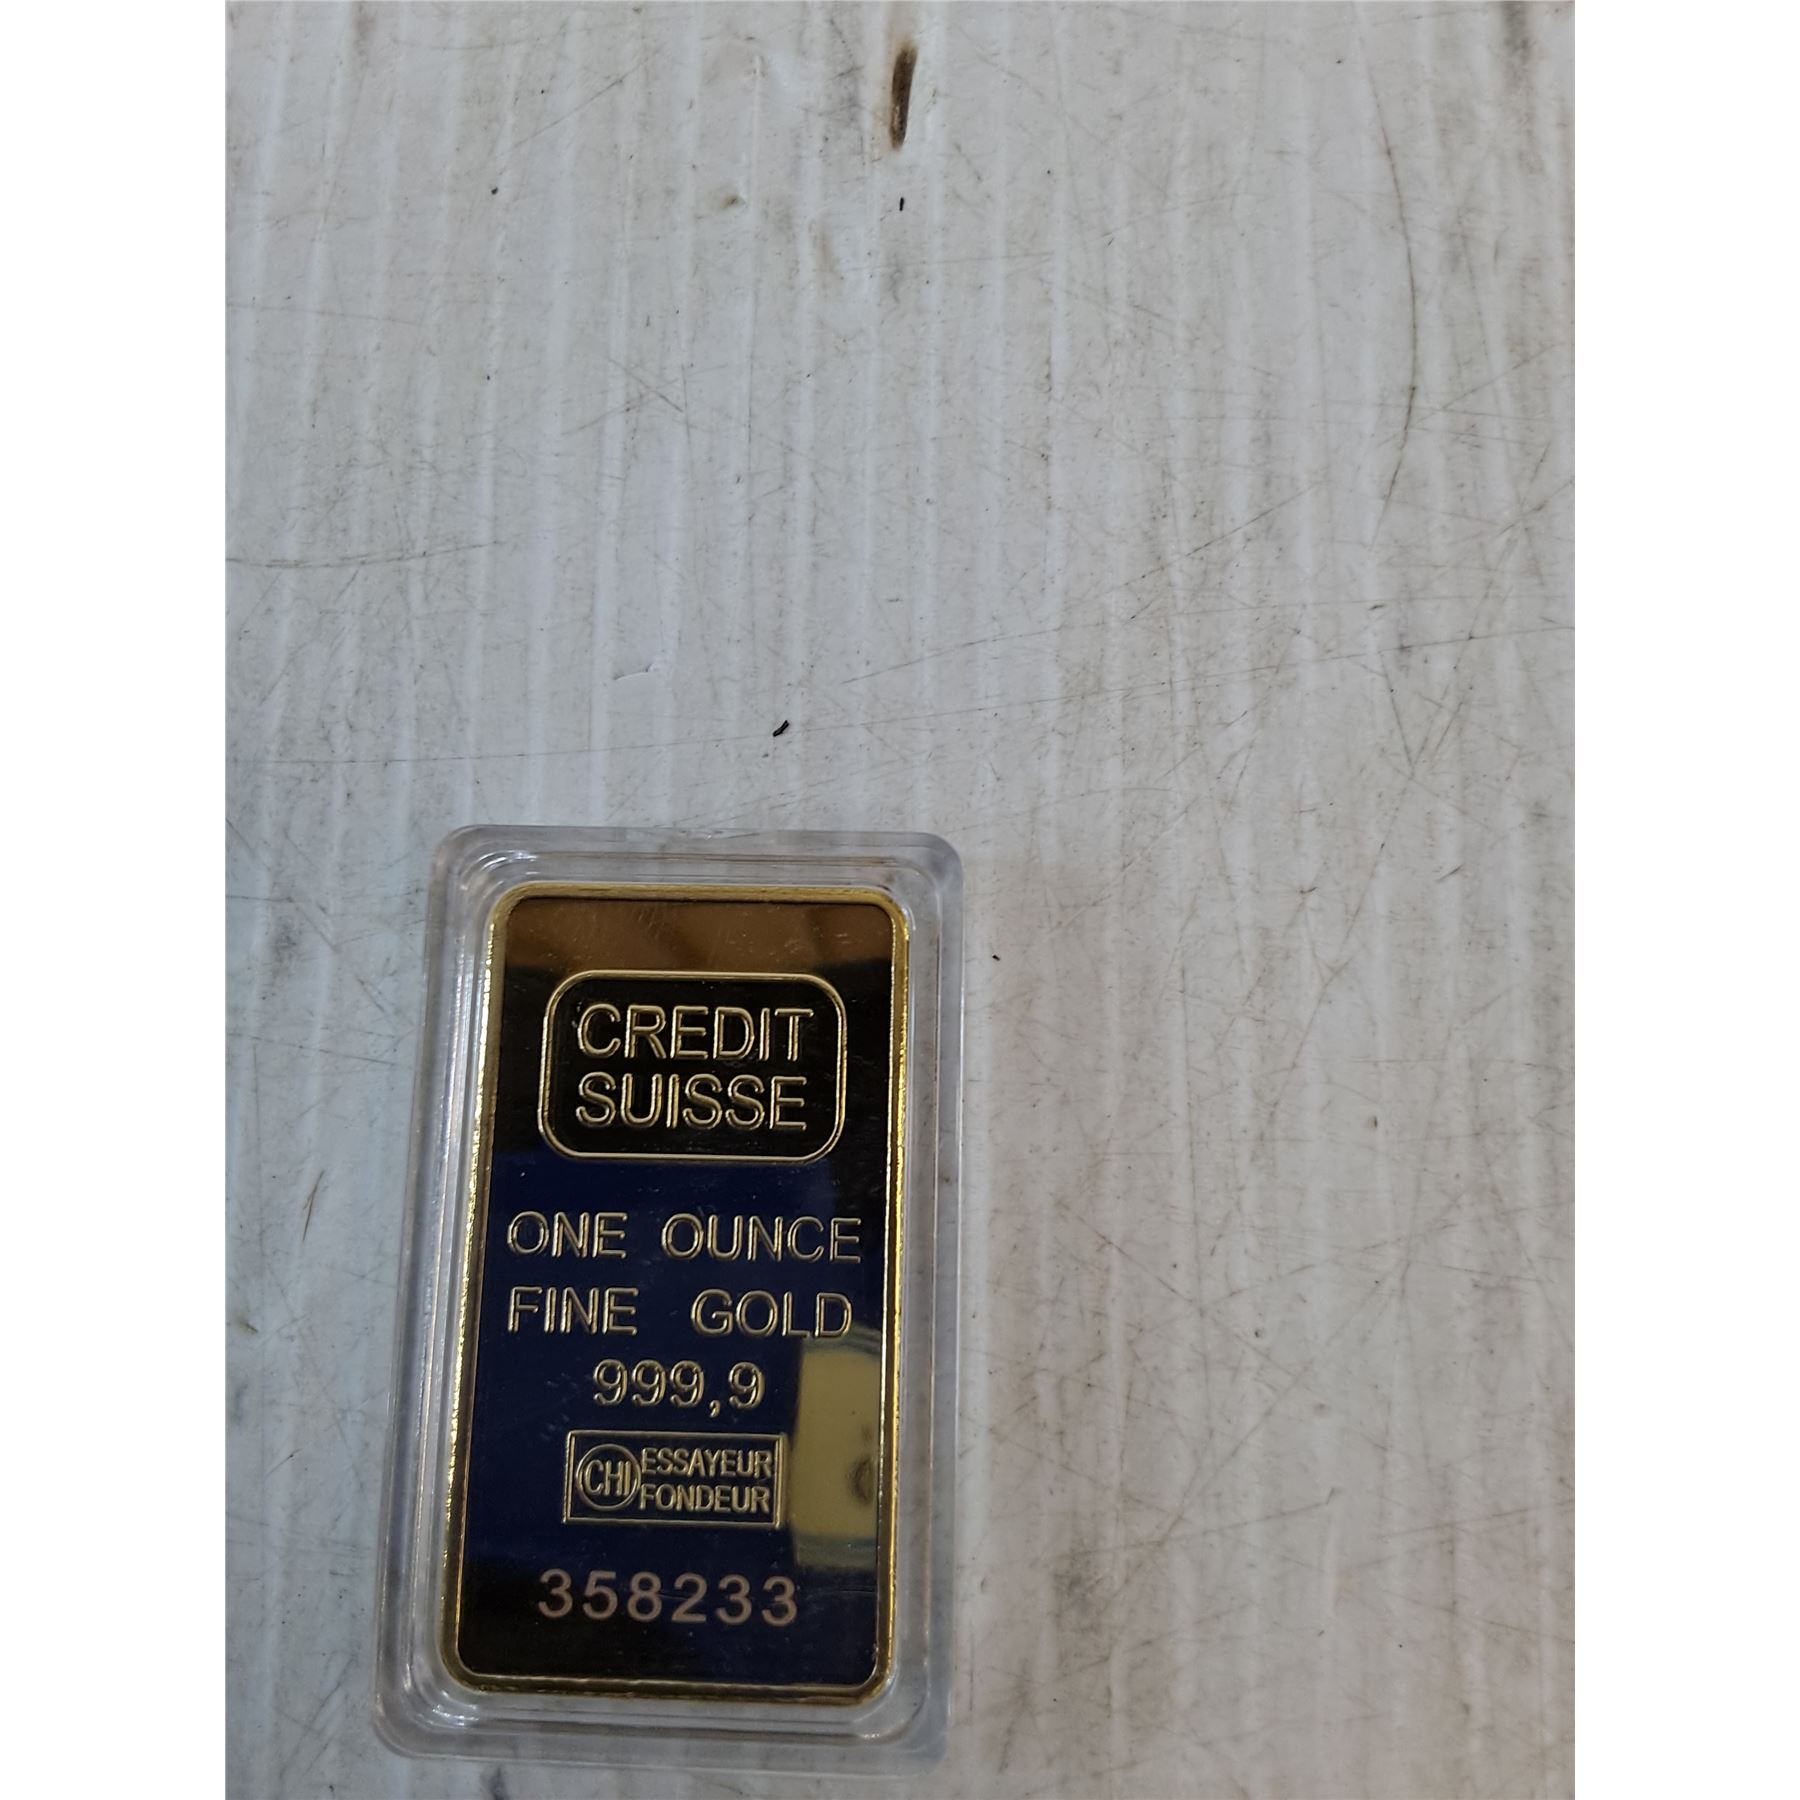 CREDIT
SUISSE
ONE OUNCE
FINE GOLD
999,9
CHI ESSAYEUR
FONDEUR
358233